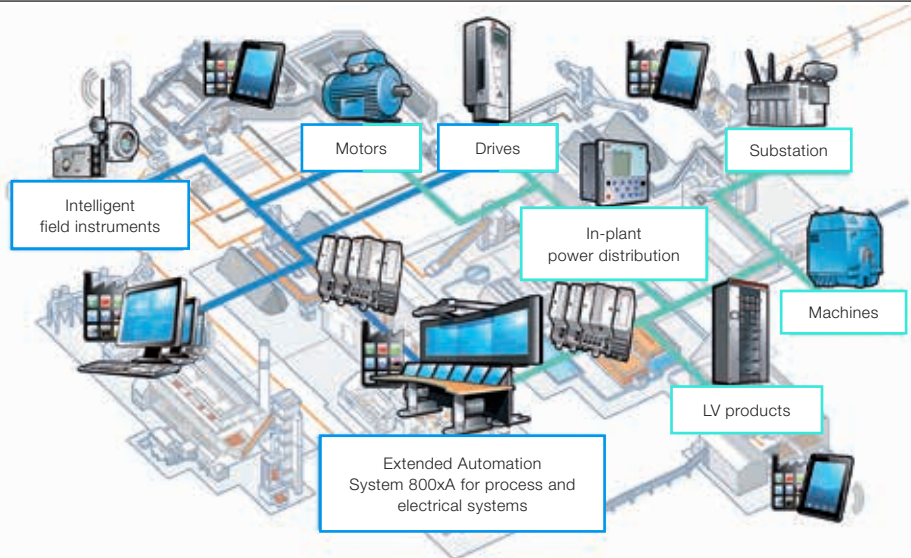 Motors
Drives
Substation
Intelligent
field instruments
In-plant
power distribution
Machines
LV products
Extended Automation
System 800xA for process and
electrical systems